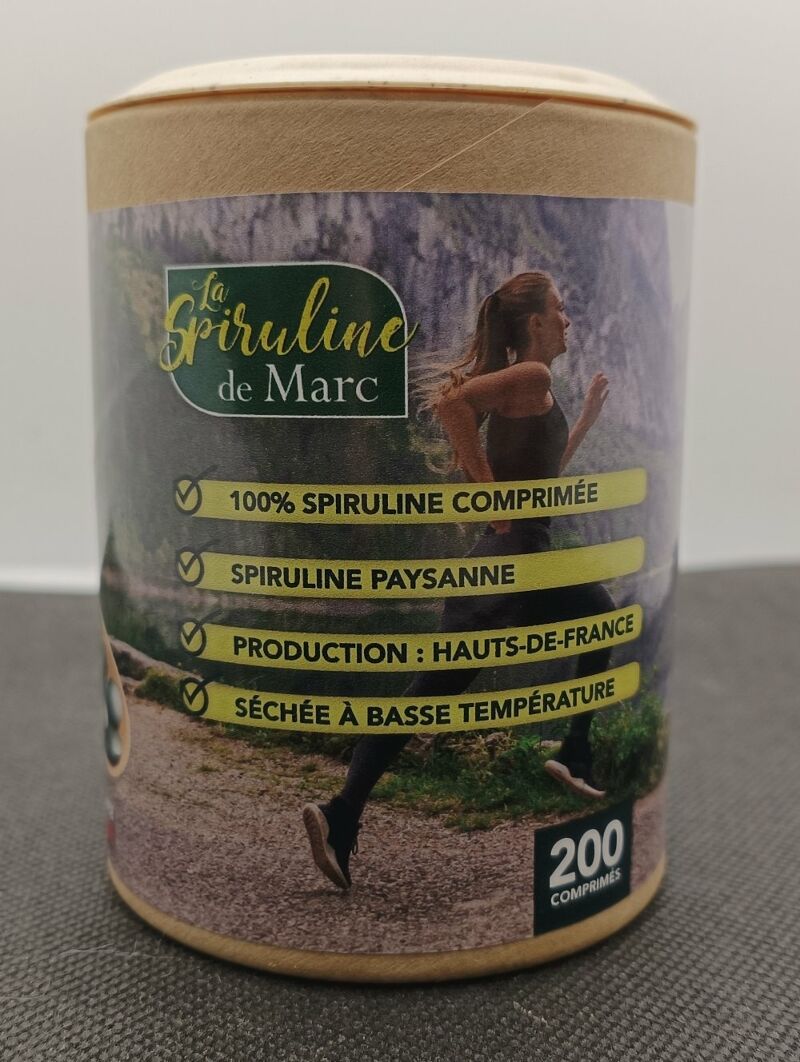 La
Spiruline
de Marc
100% SPIRULINE COMPRIMÉE
SPIRULINE PAYSANNE
PRODUCTION : HAUTS-DE-FRANCE
SÉCHÉE À BASSE TEMPÉRATURE
200
COMPRIMÉS